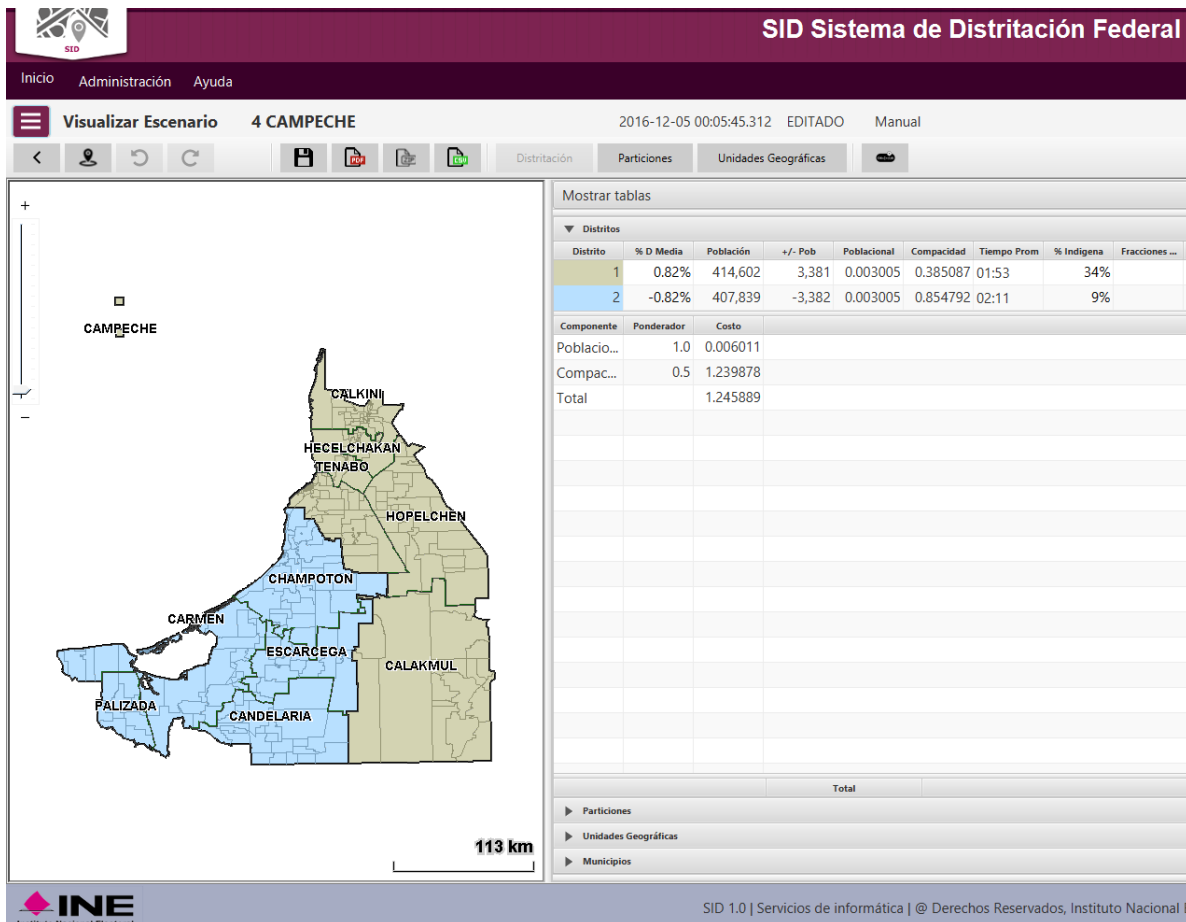 SID
SID Sistema de Distritación Federal
Inicio Administración Ayuda
Visualizar Escenario 4 CAMPECHE 2016-12-05 00:05:45.312 EDITADO Manual
PDF ZIP CSV Distritación Particiones Unidades Geográficas
+
−
CAMPECHE
CALKINI
HECELCHAKAN
TENABO
HOPELCHEN
CHAMPOTON
CARMEN
ESCARCEGA
CALAKMUL
PALIZADA
CANDELARIA
113 km
Mostrar tablas
Distritos
Distrito % D Media Población +/- Pob Poblacional Compacidad Tiempo Prom % Indigena Fracciones ...
1 0.82% 414,602 3,381 0.003005 0.385087 01:53 34%
2 -0.82% 407,839 -3,382 0.003005 0.854792 02:11 9%
Componente Ponderador Costo
Poblacio... 1.0 0.006011
Compac... 0.5 1.239878
Total 1.245889
Total
Particiones
Unidades Geográficas
Municipios
INE
SID 1.0 | Servicios de informática | @ Derechos Reservados, Instituto Nacional